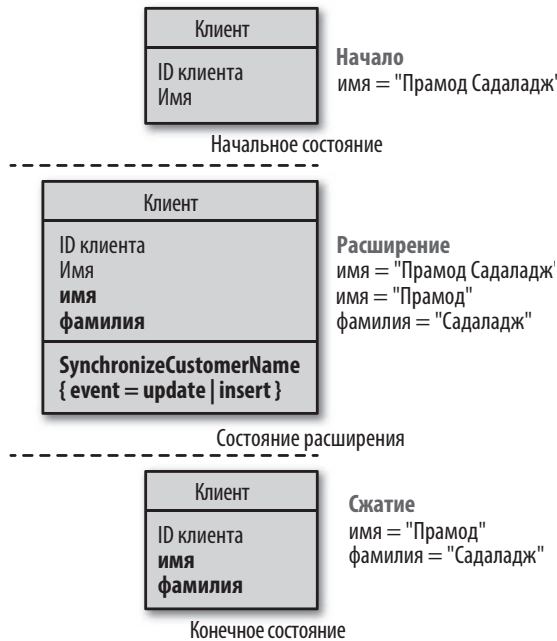 Клиент
ID клиента
Имя
Начало
имя = "Прамод Садаладж"
Начальное состояние
Клиент
ID клиента
Имя
имя
фамилия
SynchronizeCustomerName
{ event = update | insert }
Расширение
имя = "Прамод Садаладж"
имя = "Прамод"
фамилия = "Садаладж"
Состояние расширения
Клиент
ID клиента
имя
фамилия
Сжатие
имя = "Прамод"
фамилия = "Садаладж"
Конечное состояние